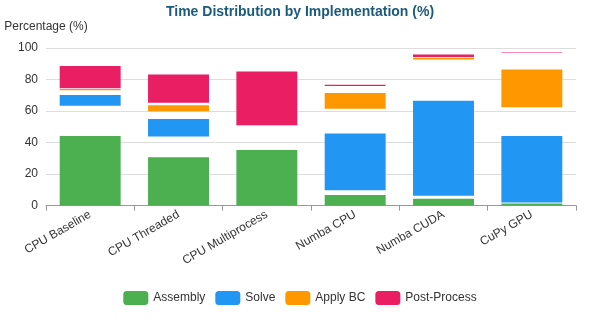 Time Distribution by Implementation (%)
Percentage (%)
100
80
60
40
20
0
CPU Baseline
CPU Threaded
CPU Multiprocess
Numba CPU
Numba CUDA
CuPy GPU
Assembly Solve Apply BC Post-Process